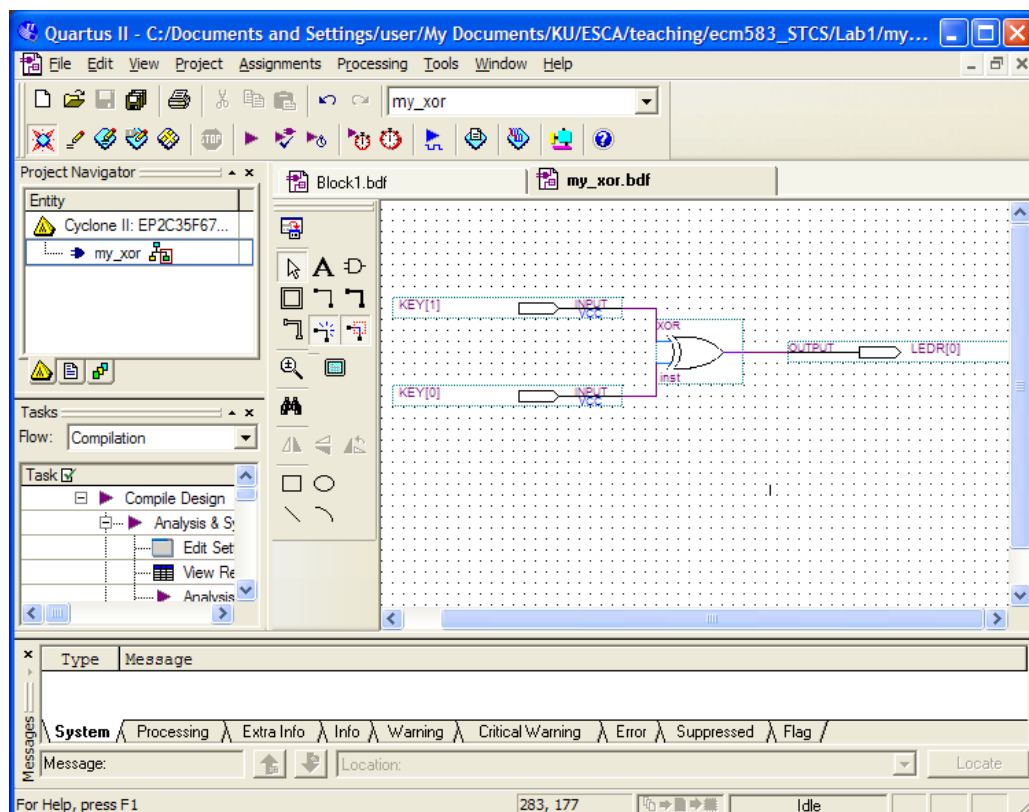 Quartus II - C:/Documents and Settings/user/My Documents/KU/ESCA/teaching/ecm583_STCS/Lab1/my...
File Edit View Project Assignments Processing Tools Window Help
my_xor
STOP
Project Navigator
Entity
Cyclone II: EP2C35F67...
my_xor
Block1.bdf
my_xor.bdf
A
KEY[1]
INPUT
VCC
XOR
inst
OUTPUT
LEDR[0]
KEY[0]
INPUT
VCC
Tasks
Flow: Compilation
Task
Compile Design
Analysis & Sy
Edit Set
View Re
Analysis
Type Message
System Processing Extra Info Info Warning Critical Warning Error Suppressed Flag
Messages
Message: Location: Locate
For Help, press F1 283, 177 Idle